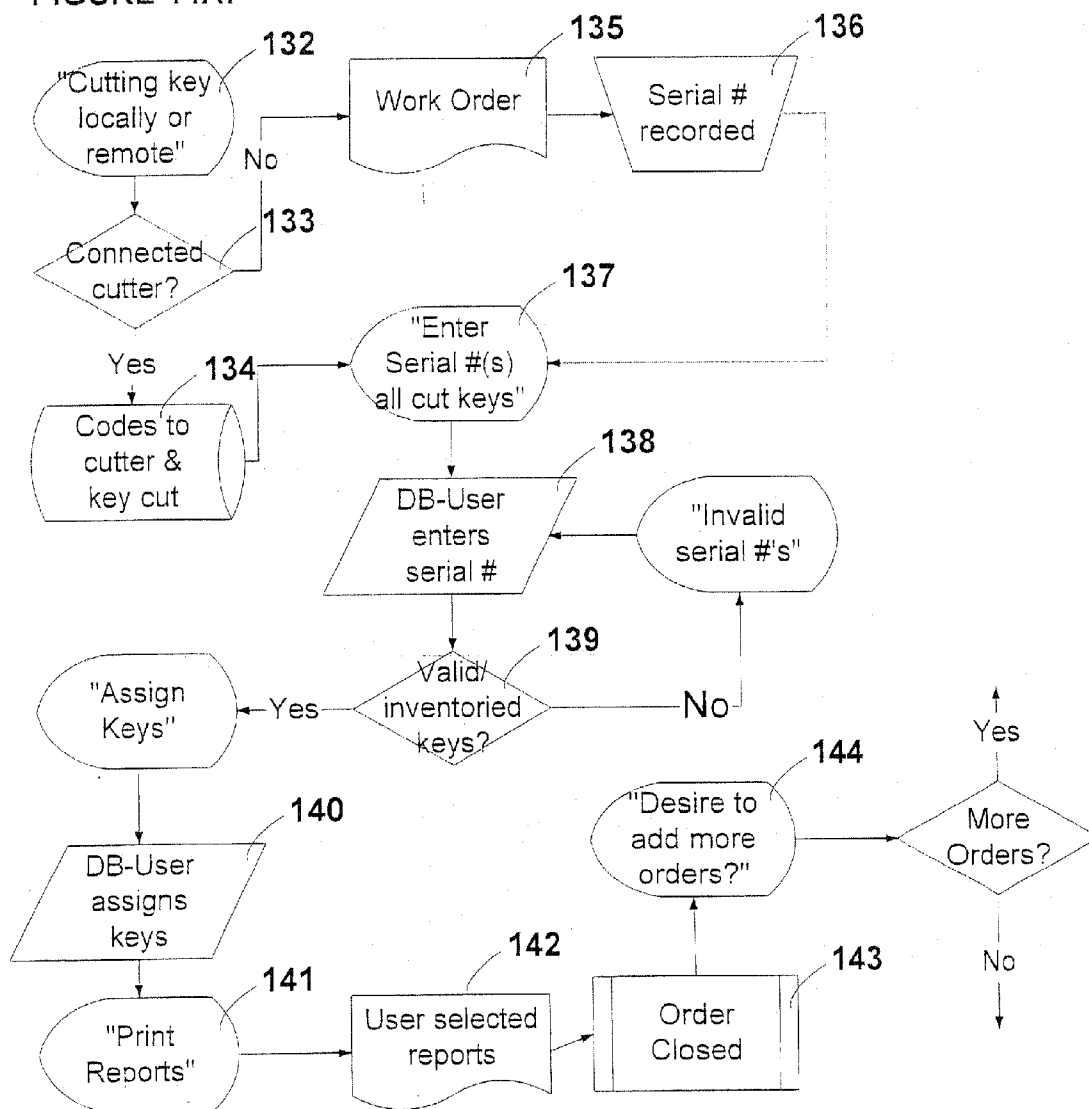 132
"Cutting key
locally or
remote"
No
135
Work Order
136
Serial #
recorded
133
Connected
cutter?
Yes
134
Codes to
cutter &
key cut
137
"Enter
Serial #(s)
all cut keys"
138
DB-User
enters
serial #
"Invalid
serial #'s"
139
Valid/
inventoried
keys?
Yes
No
"Assign
Keys"
140
DB-User
assigns
keys
141
"Print
Reports"
142
User selected
reports
143
Order
Closed
144
"Desire to
add more
orders?"
Yes
More
Orders?
No